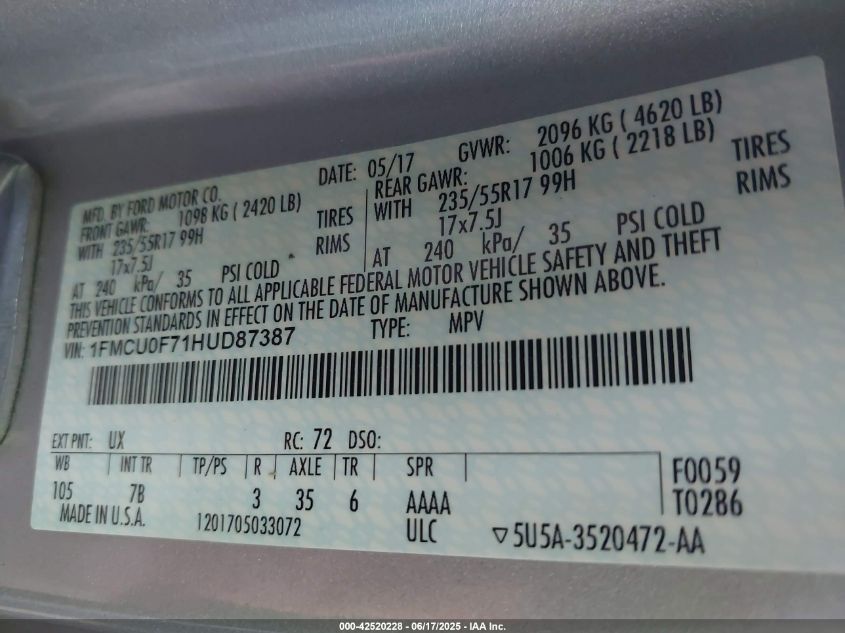 MFD. BY FORD MOTOR CO. DATE: 05/17 GVWR: 2096 KG ( 4620 LB)
FRONT GAWR: 1098 KG ( 2420 LB) REAR GAWR: 1006 KG ( 2218 LB)
WITH 235/55R17 99H TIRES WITH 235/55R17 99H TIRES
17x7.5J RIMS 17x7.5J RIMS
AT 240 kPa/ 35 PSI COLD AT 240 kPa/ 35 PSI COLD
THIS VEHICLE CONFORMS TO ALL APPLICABLE FEDERAL MOTOR VEHICLE SAFETY AND THEFT
PREVENTION STANDARDS IN EFFECT ON THE DATE OF MANUFACTURE SHOWN ABOVE.
VIN: 1FMCU0F71HUD87387 TYPE: MPV
EXT PNT: UX RC: 72 DSO:
WB INT TR TP/PS R AXLE TR SPR F0059
105 7B 3 35 6 AAAA T0286
MADE IN U.S.A. 1201705033072 ULC ▽5U5A-3520472-AA
000-42520228 - 06/17/2025 - IAA Inc.